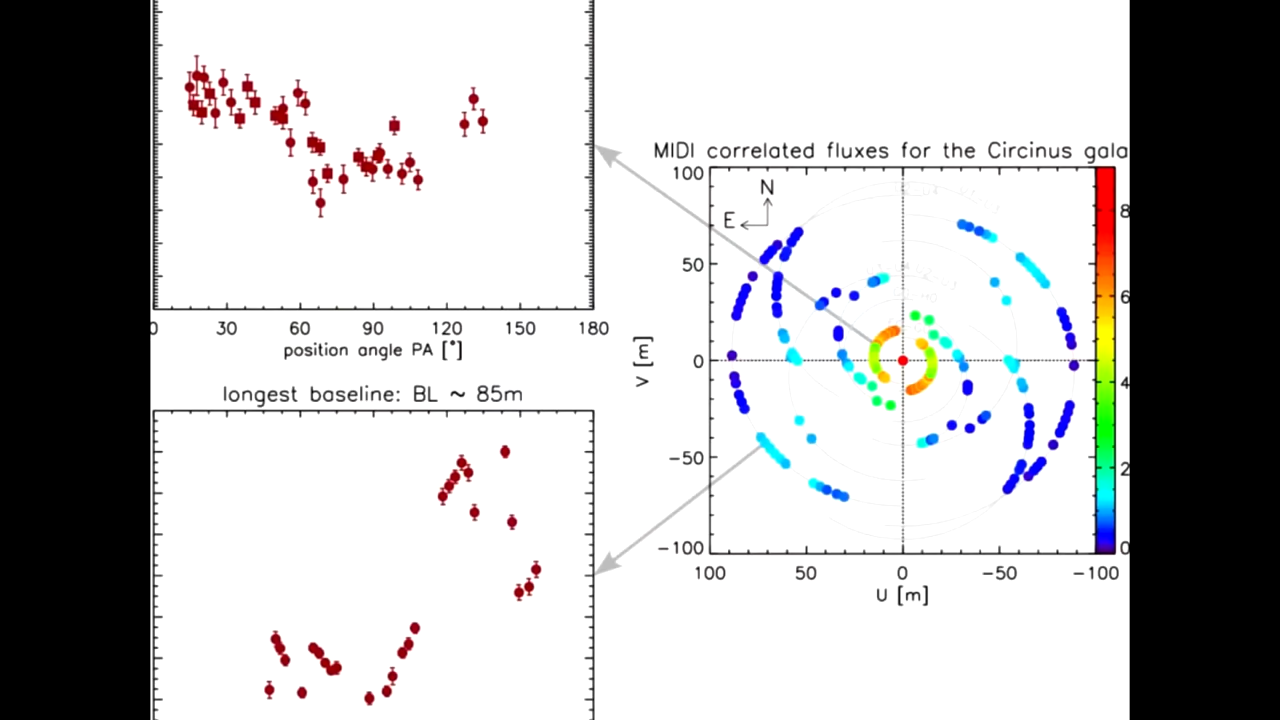 0 30 60 90 120 150 180
position angle PA [°]
longest baseline: BL ~ 85m
MIDI correlated fluxes for the Circinus gala
N
E
100
50
0
−50
−100
V [m]
100 50 0 −50 −100
U [m]
8
6
4
2
0